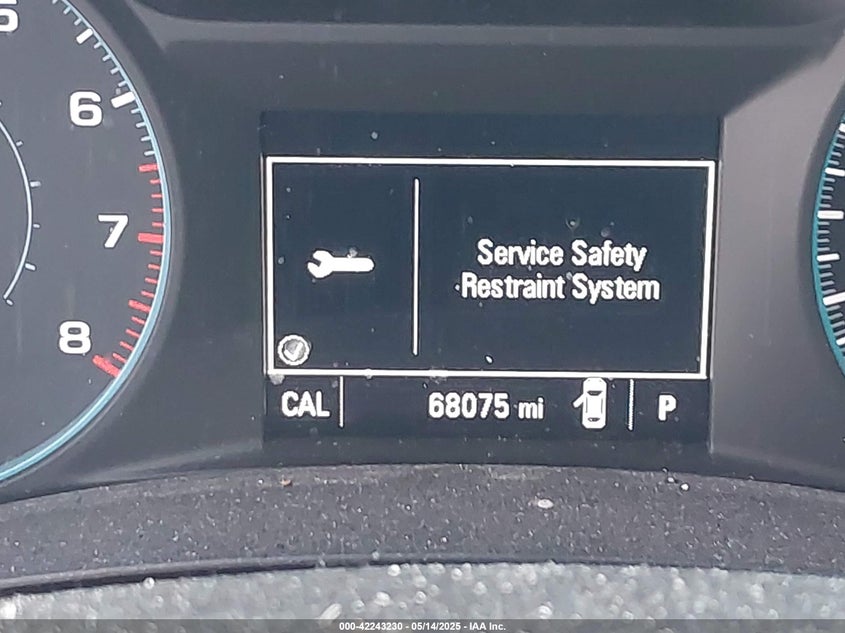 6
7
8
Service Safety
Restraint System
CAL
68075 mi
P
000-42243230 - 05/14/2025 - IAA Inc.